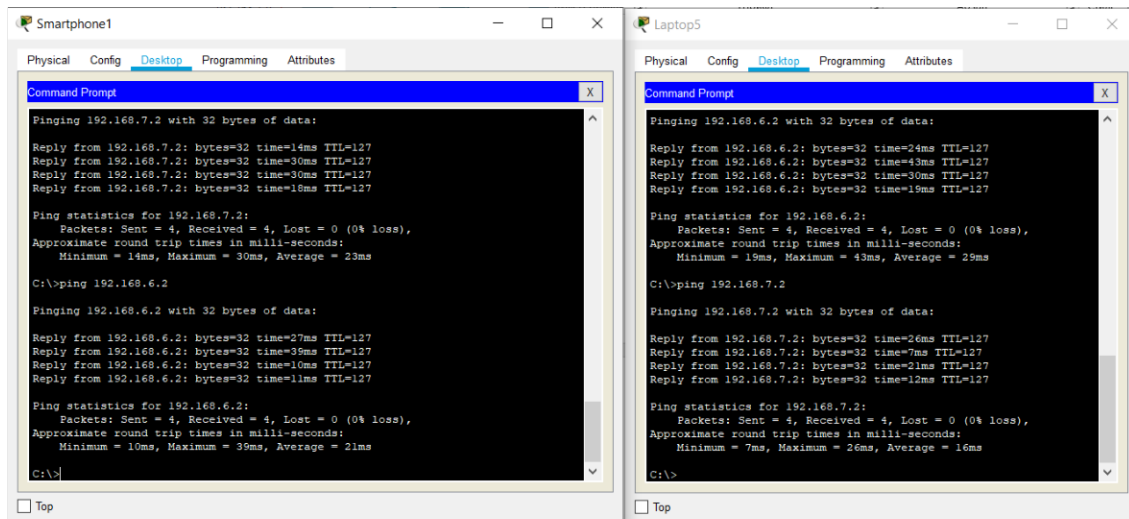 Smartphone1
Physical Config Desktop Programming Attributes
Command Prompt X
Pinging 192.168.7.2 with 32 bytes of data:
Reply from 192.168.7.2: bytes=32 time=14ms TTL=127
Reply from 192.168.7.2: bytes=32 time=30ms TTL=127
Reply from 192.168.7.2: bytes=32 time=30ms TTL=127
Reply from 192.168.7.2: bytes=32 time=18ms TTL=127
Ping statistics for 192.168.7.2:
Packets: Sent = 4, Received = 4, Lost = 0 (0% loss),
Approximate round trip times in milli-seconds:
Minimum = 14ms, Maximum = 30ms, Average = 23ms
C:\>ping 192.168.6.2
Pinging 192.168.6.2 with 32 bytes of data:
Reply from 192.168.6.2: bytes=32 time=27ms TTL=127
Reply from 192.168.6.2: bytes=32 time=39ms TTL=127
Reply from 192.168.6.2: bytes=32 time=10ms TTL=127
Reply from 192.168.6.2: bytes=32 time=11ms TTL=127
Ping statistics for 192.168.6.2:
Packets: Sent = 4, Received = 4, Lost = 0 (0% loss),
Approximate round trip times in milli-seconds:
Minimum = 10ms, Maximum = 39ms, Average = 21ms
C:\>
Top
Laptop5
Physical Config Desktop Programming Attributes
Command Prompt X
Pinging 192.168.6.2 with 32 bytes of data:
Reply from 192.168.6.2: bytes=32 time=24ms TTL=127
Reply from 192.168.6.2: bytes=32 time=43ms TTL=127
Reply from 192.168.6.2: bytes=32 time=30ms TTL=127
Reply from 192.168.6.2: bytes=32 time=19ms TTL=127
Ping statistics for 192.168.6.2:
Packets: Sent = 4, Received = 4, Lost = 0 (0% loss),
Approximate round trip times in milli-seconds:
Minimum = 19ms, Maximum = 43ms, Average = 29ms
C:\>ping 192.168.7.2
Pinging 192.168.7.2 with 32 bytes of data:
Reply from 192.168.7.2: bytes=32 time=26ms TTL=127
Reply from 192.168.7.2: bytes=32 time=7ms TTL=127
Reply from 192.168.7.2: bytes=32 time=21ms TTL=127
Reply from 192.168.7.2: bytes=32 time=12ms TTL=127
Ping statistics for 192.168.7.2:
Packets: Sent = 4, Received = 4, Lost = 0 (0% loss),
Approximate round trip times in milli-seconds:
Minimum = 7ms, Maximum = 26ms, Average = 16ms
C:\>
Top